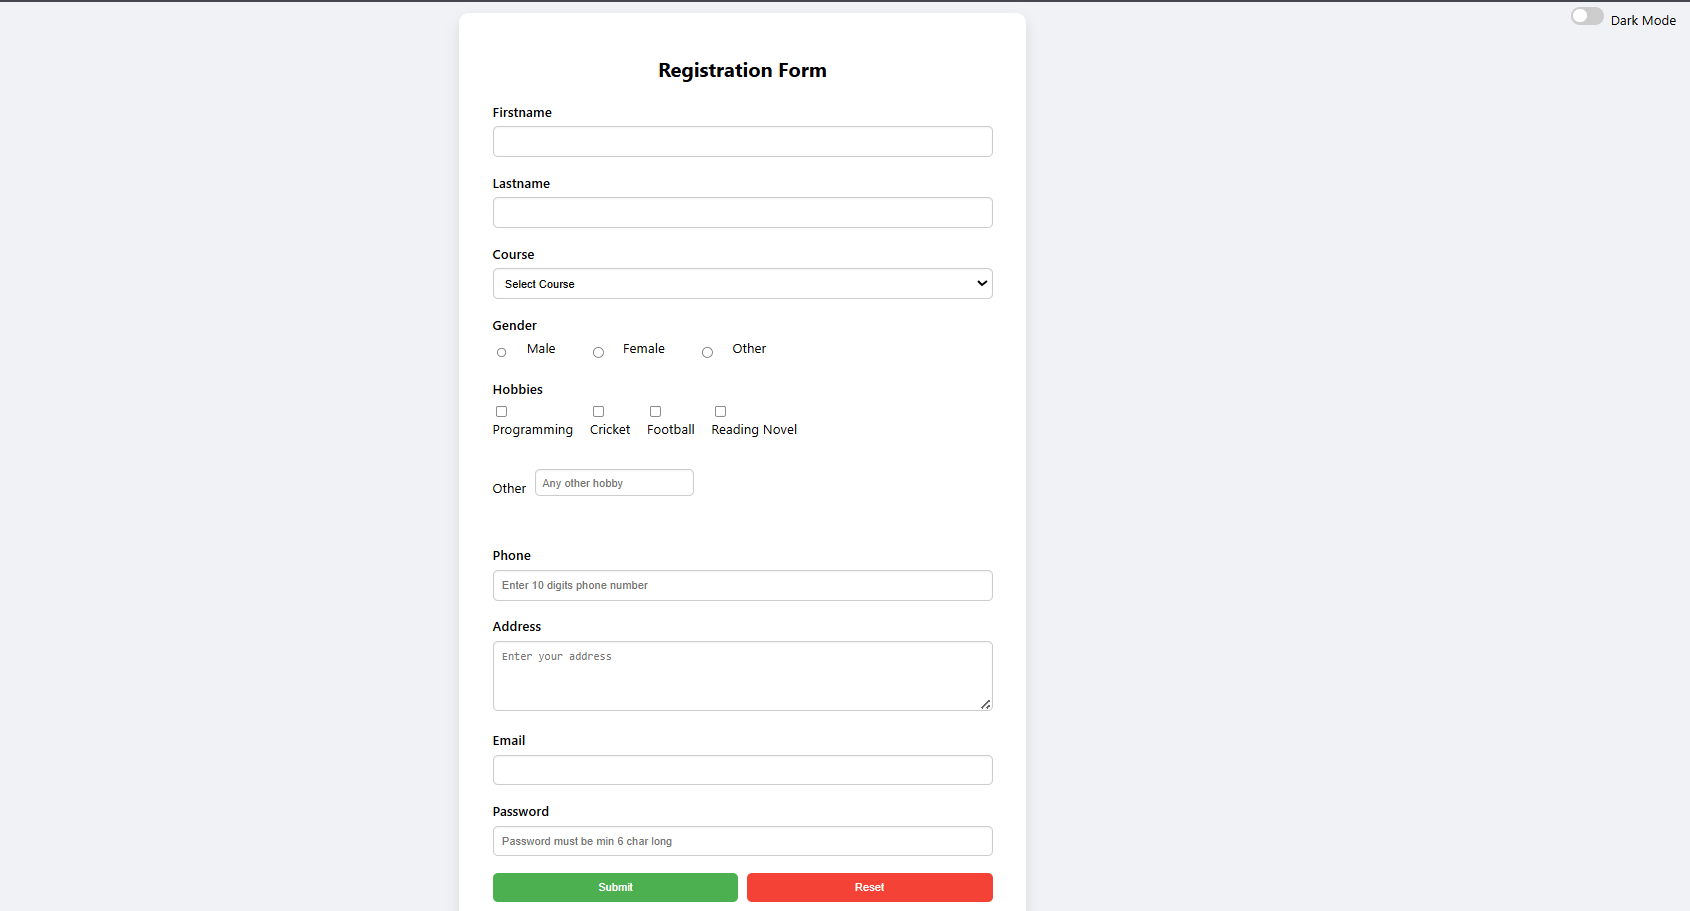 Dark Mode
Registration Form
Firstname
Lastname
Course
Select Course
Gender
Male Female Other
Hobbies
Programming Cricket Football Reading Novel
Other Any other hobby
Phone
Enter 10 digits phone number
Address
Enter your address
Email
Password
Password must be min 6 char long
Submit Reset